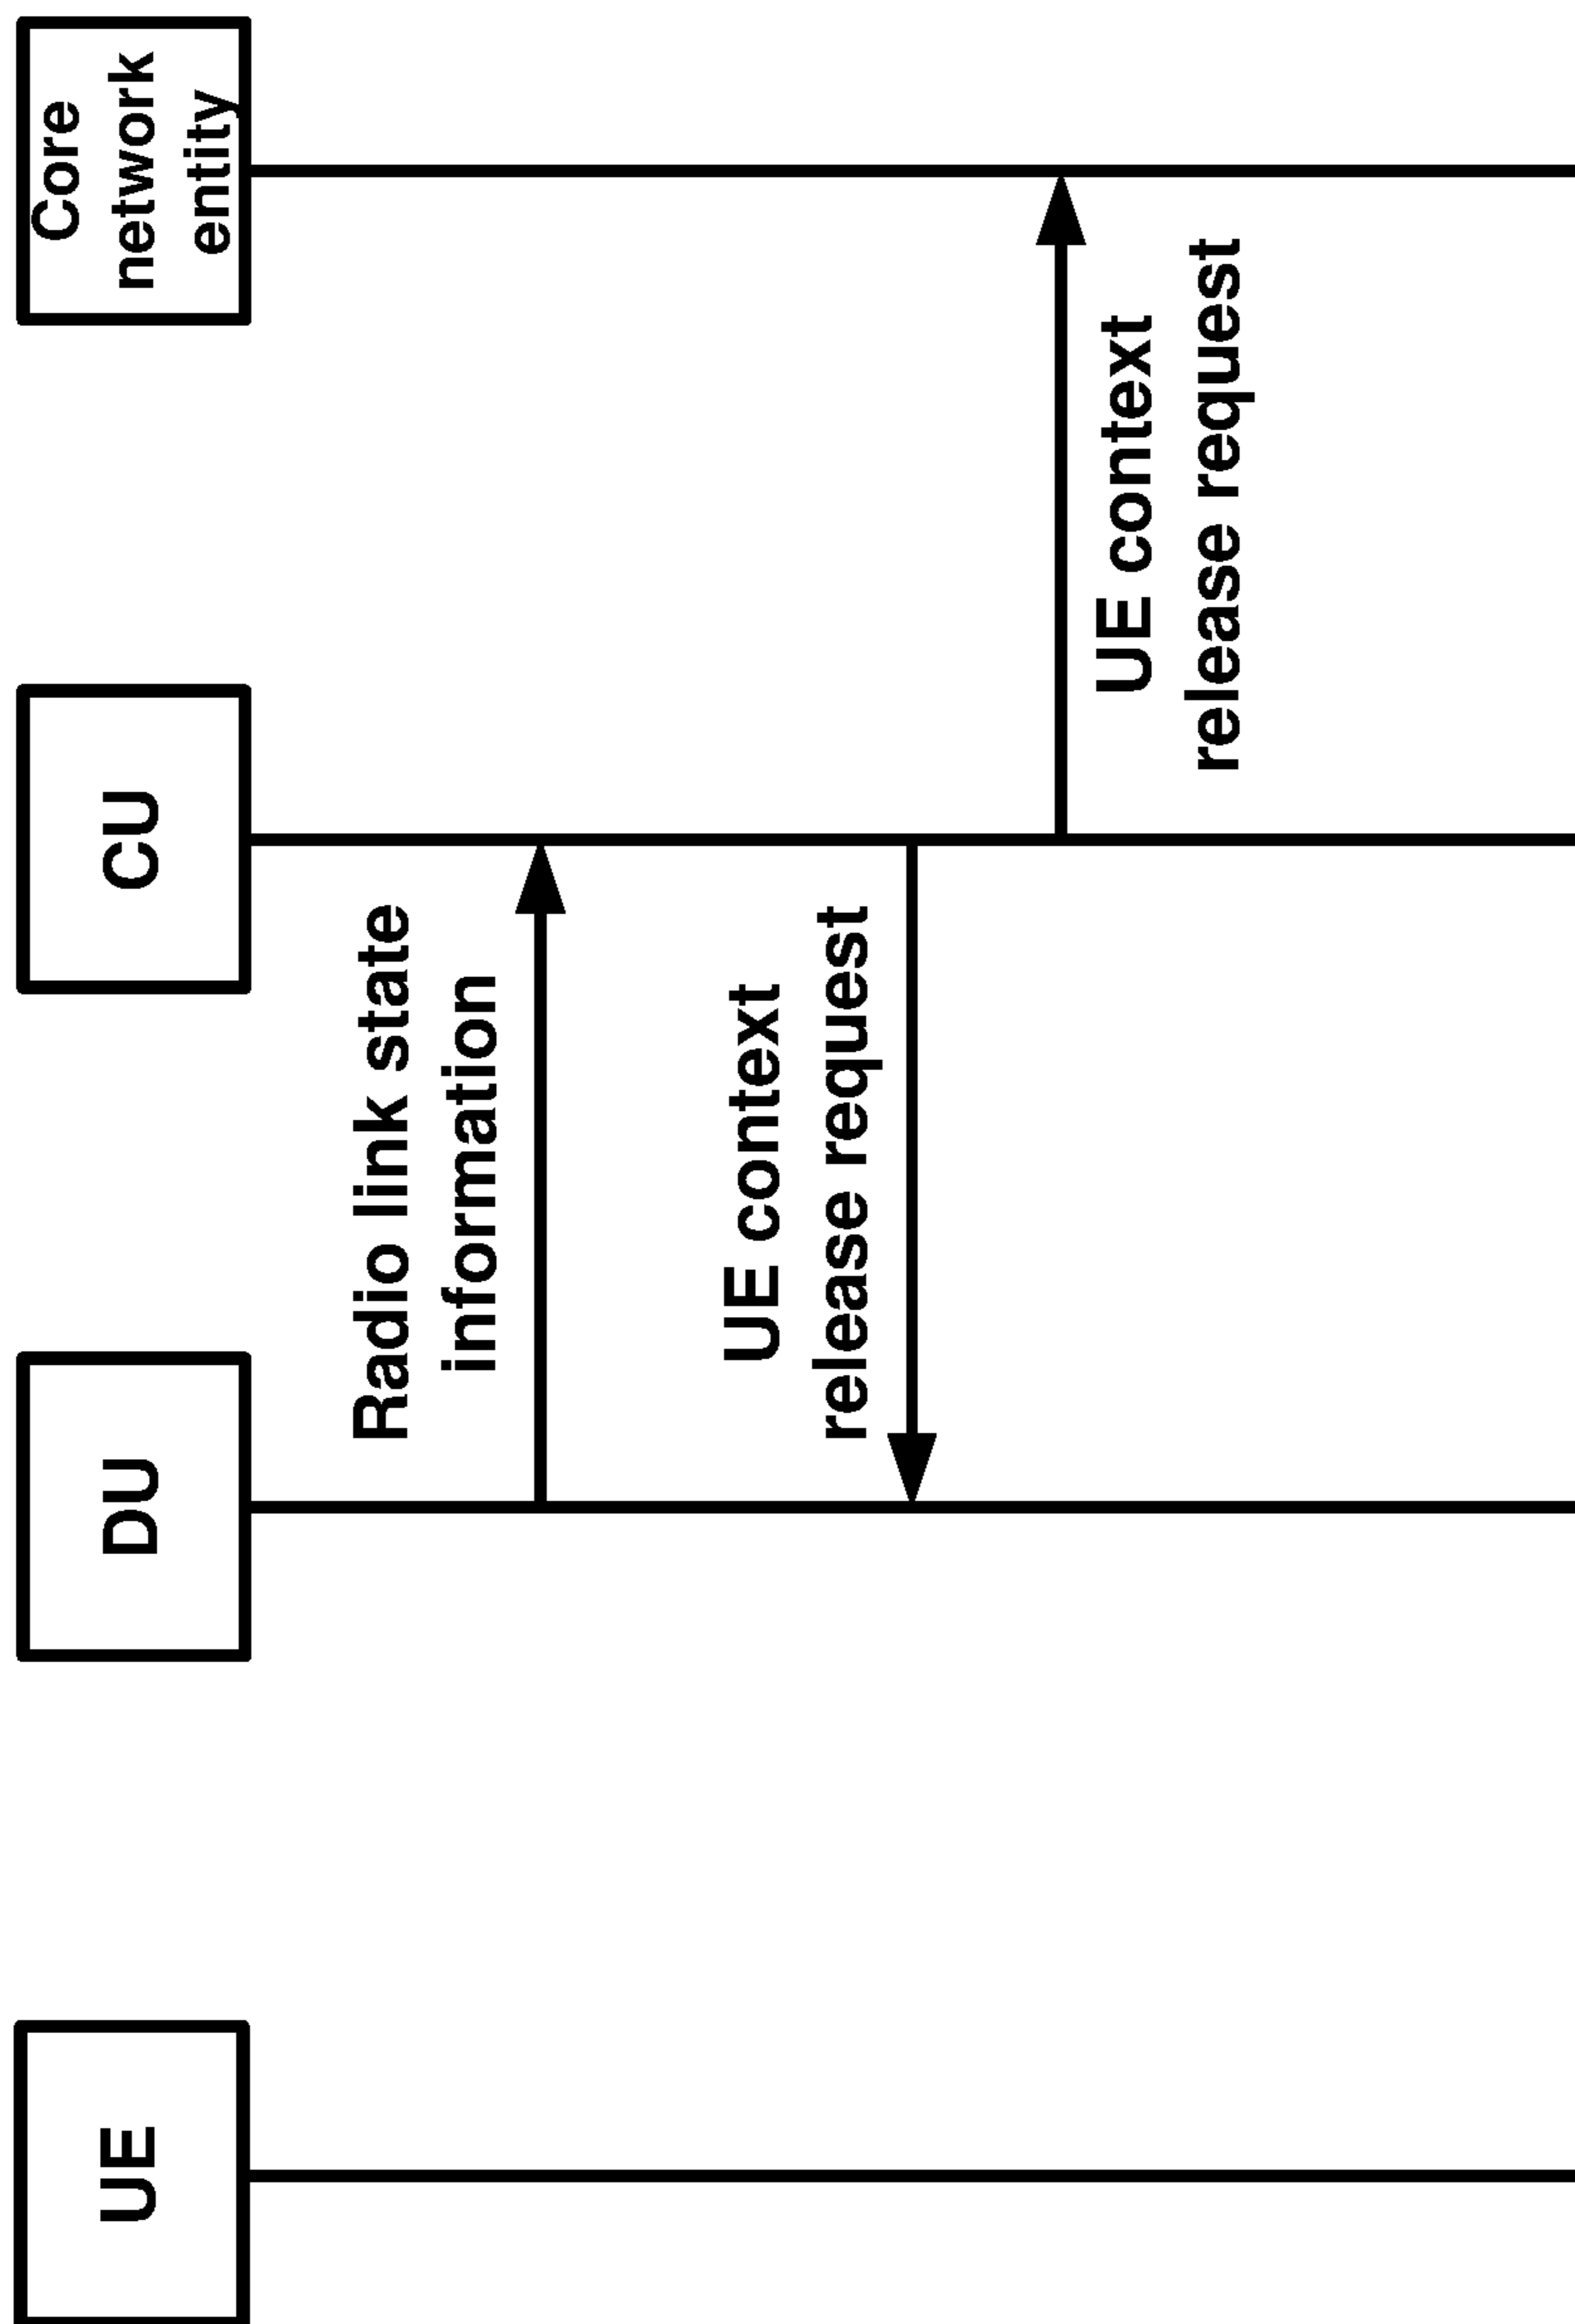 UE
DU
CU
Core
network
entity
Radio link state
information
UE context
release request
UE context
release request